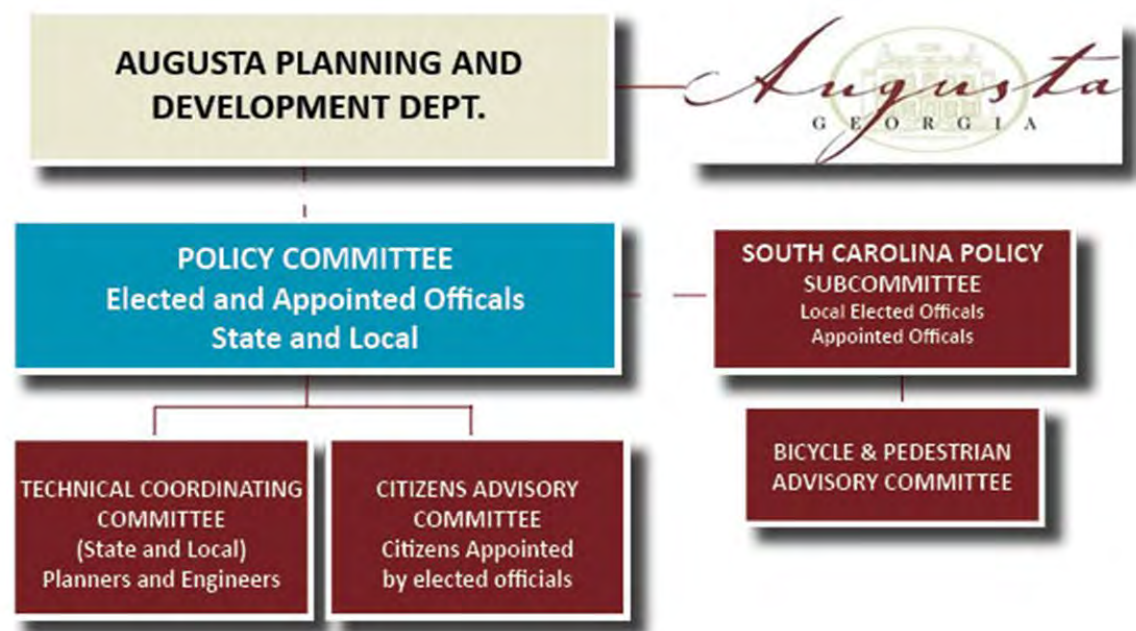 AUGUSTA PLANNING AND
DEVELOPMENT DEPT.
Augusta
GEORGIA
POLICY COMMITTEE
Elected and Appointed Officals
State and Local
SOUTH CAROLINA POLICY
SUBCOMMITTEE
Local Elected Officals
Appointed Officals
TECHNICAL COORDINATING
COMMITTEE
(State and Local)
Planners and Engineers
CITIZENS ADVISORY
COMMITTEE
Citizens Appointed
by elected officials
BICYCLE & PEDESTRIAN
ADVISORY COMMITTEE